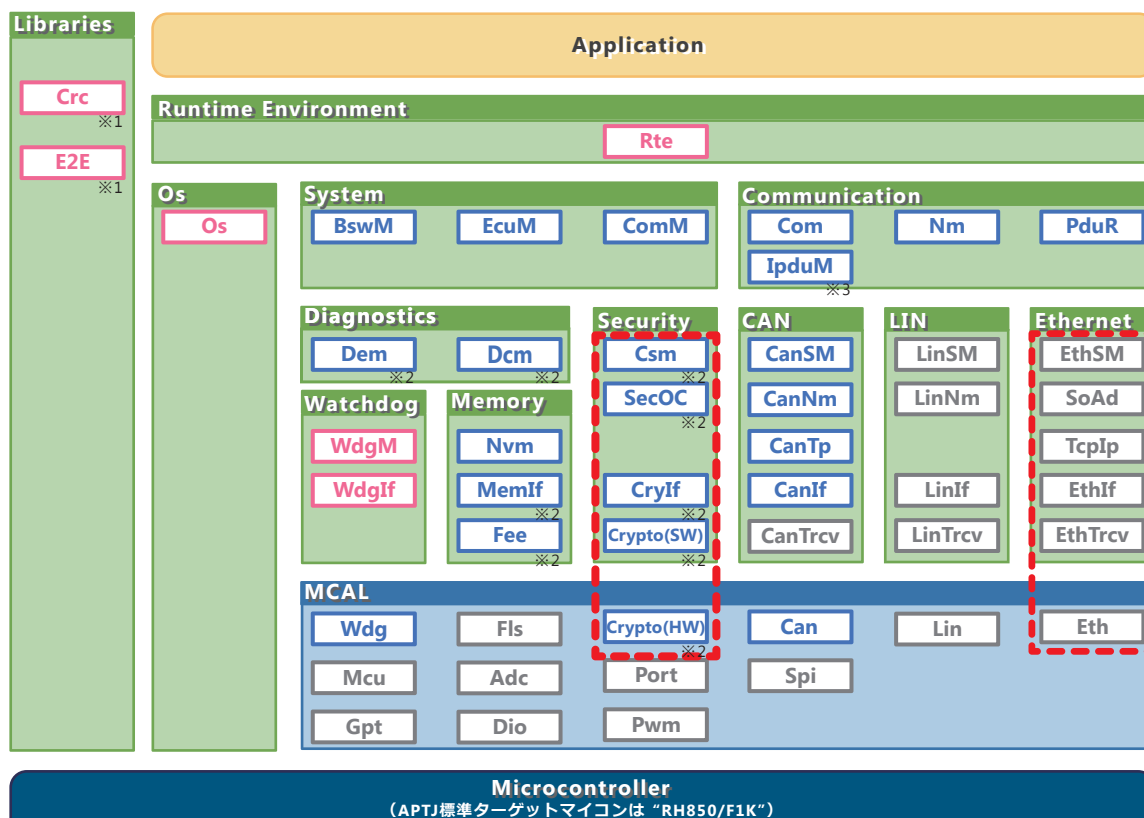 Libraries
Application
Crc
※1
Runtime Environment
Rte
E2E
※1
Os
System
Communication
Os
BswM
EcuM
ComM
Com
Nm
PduR
IpduM
※3
Diagnostics
Security
CAN
LIN
Ethernet
Dem
※2
Dcm
※2
Csm
※2
CanSM
LinSM
EthSM
Watchdog
Memory
SecOC
※2
CanNm
LinNm
SoAd
WdgM
Nvm
CanTp
TcpIp
WdgIf
MemIf
※2
CryIf
※2
CanIf
LinIf
EthIf
Fee
※2
Crypto(SW)
※2
CanTrcv
LinTrcv
EthTrcv
MCAL
Wdg
Fls
Crypto(HW)
※2
Can
Lin
Eth
Mcu
Adc
Port
Spi
Gpt
Dio
Pwm
Microcontroller
(APTJ標準ターゲットマイコンは “RH850/F1K”)